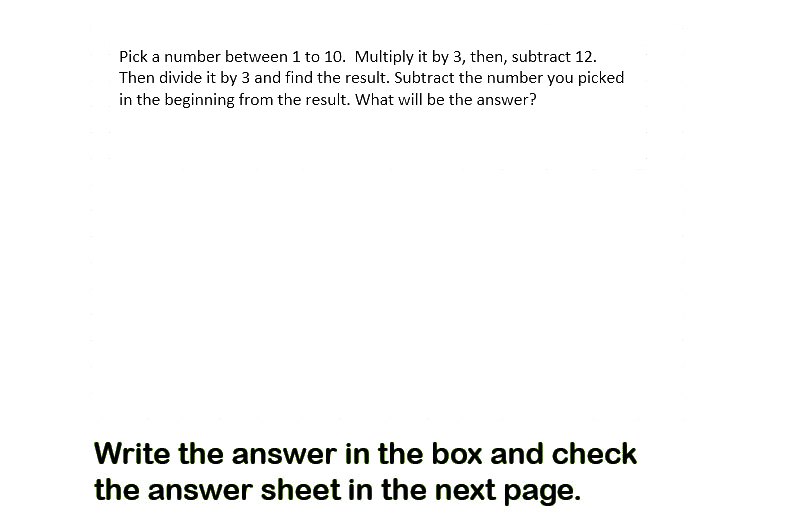 Pick a number between 1 to 10.  Multiply it by 3, then, subtract 12.
Then divide it by 3 and find the result. Subtract the number you picked
in the beginning from the result. What will be the answer?
Write the answer in the box and check
the answer sheet in the next page.